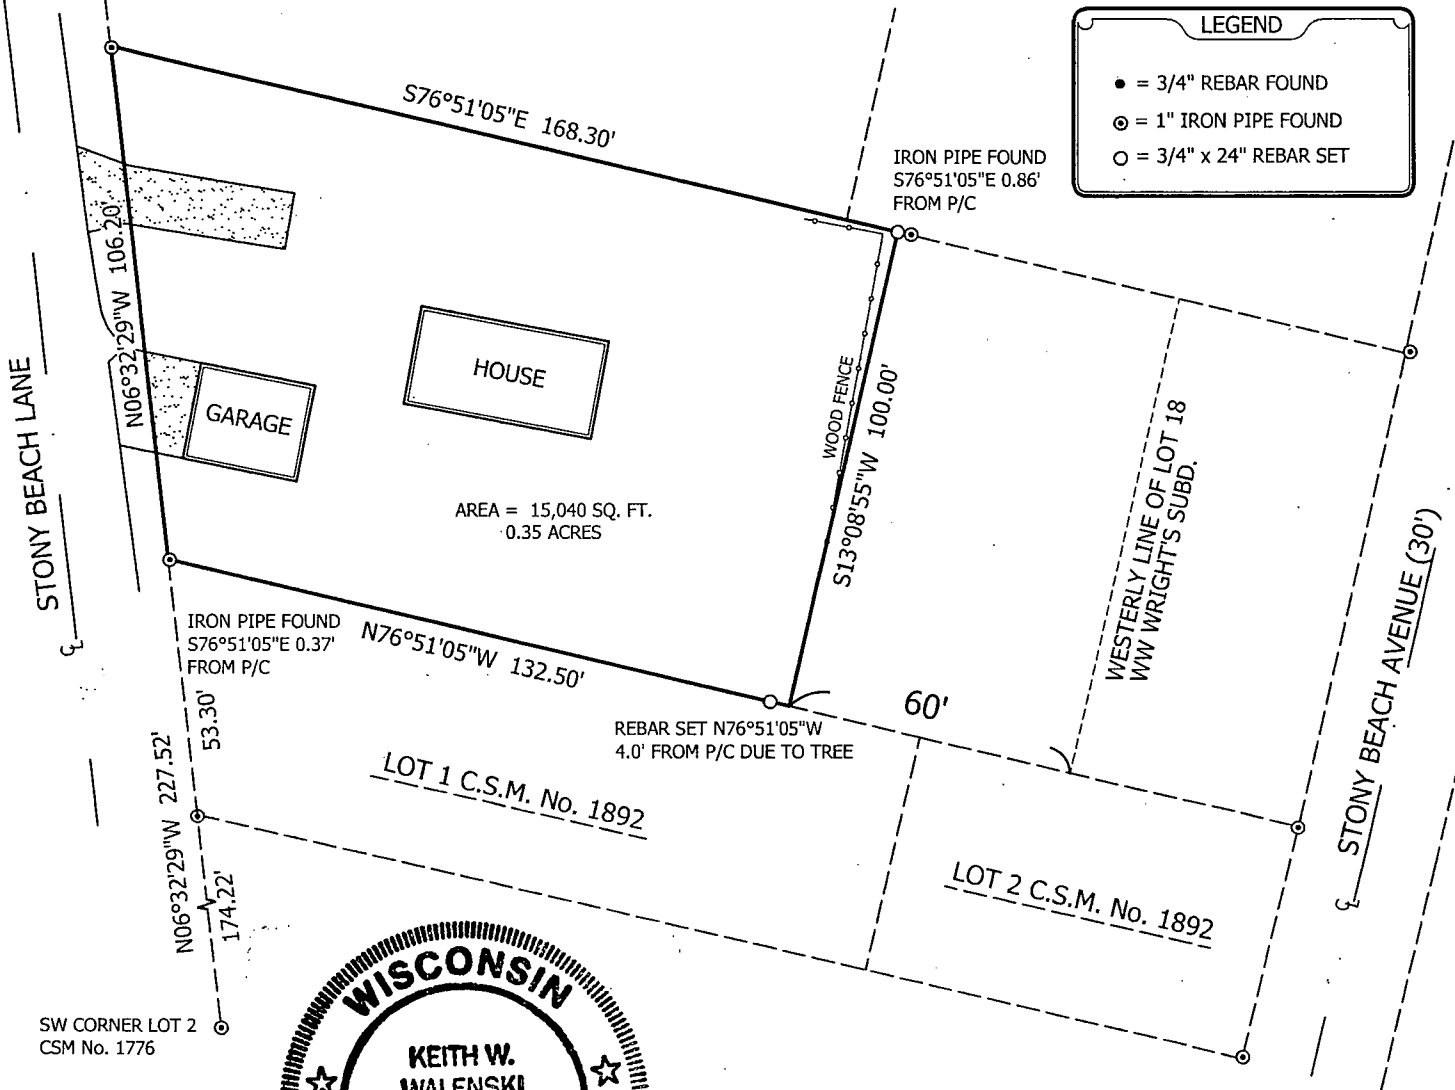 LEGEND
● = 3/4" REBAR FOUND
⊙ = 1" IRON PIPE FOUND
○ = 3/4" x 24" REBAR SET
S76°51'05"E 168.30'
IRON PIPE FOUND
S76°51'05"E 0.86'
FROM P/C
N06°32'29"W 106.20'
HOUSE
GARAGE
WOOD FENCE
S13°08'55"W 100.00'
STONY BEACH LANE
AREA = 15,040 SQ. FT.
0.35 ACRES
WESTERLY LINE OF LOT 18
WW WRIGHT'S SUBD.
STONY BEACH AVENUE (30')
IRON PIPE FOUND
S76°51'05"E 0.37'
FROM P/C
N76°51'05"W 132.50'
60'
REBAR SET N76°51'05"W
4.0' FROM P/C DUE TO TREE
53.30'
N06°32'29"W 227.52'
174.22'
LOT 1 C.S.M. No. 1892
LOT 2 C.S.M. No. 1892
SW CORNER LOT 2
CSM No. 1776
WISCONSIN
KEITH W.
WALENSKI